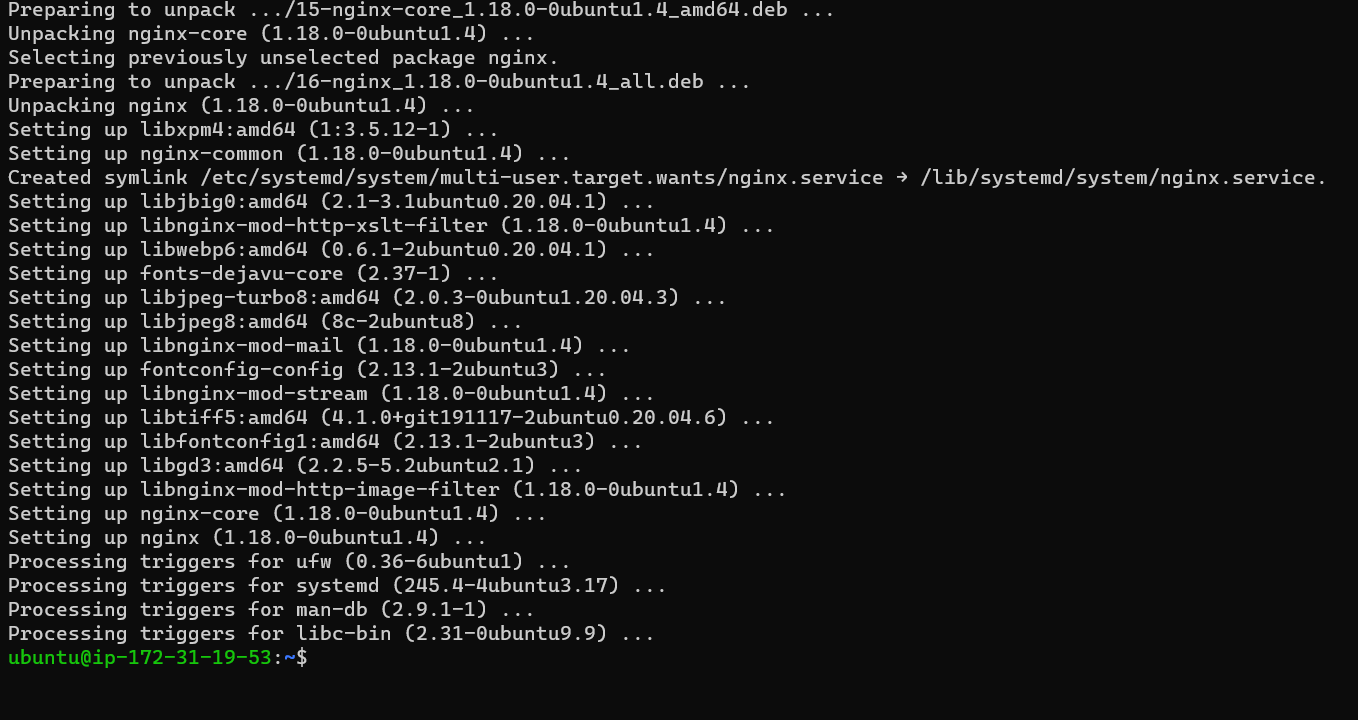 Preparing to unpack .../15-nginx-core_1.18.0-0ubuntu1.4_amd64.deb ...
Unpacking nginx-core (1.18.0-0ubuntu1.4) ...
Selecting previously unselected package nginx.
Preparing to unpack .../16-nginx_1.18.0-0ubuntu1.4_all.deb ...
Unpacking nginx (1.18.0-0ubuntu1.4) ...
Setting up libxpm4:amd64 (1:3.5.12-1) ...
Setting up nginx-common (1.18.0-0ubuntu1.4) ...
Created symlink /etc/systemd/system/multi-user.target.wants/nginx.service → /lib/systemd/system/nginx.service.
Setting up libjbig0:amd64 (2.1-3.1ubuntu0.20.04.1) ...
Setting up libnginx-mod-http-xslt-filter (1.18.0-0ubuntu1.4) ...
Setting up libwebp6:amd64 (0.6.1-2ubuntu0.20.04.1) ...
Setting up fonts-dejavu-core (2.37-1) ...
Setting up libjpeg-turbo8:amd64 (2.0.3-0ubuntu1.20.04.3) ...
Setting up libjpeg8:amd64 (8c-2ubuntu8) ...
Setting up libnginx-mod-mail (1.18.0-0ubuntu1.4) ...
Setting up fontconfig-config (2.13.1-2ubuntu3) ...
Setting up libnginx-mod-stream (1.18.0-0ubuntu1.4) ...
Setting up libtiff5:amd64 (4.1.0+git191117-2ubuntu0.20.04.6) ...
Setting up libfontconfig1:amd64 (2.13.1-2ubuntu3) ...
Setting up libgd3:amd64 (2.2.5-5.2ubuntu2.1) ...
Setting up libnginx-mod-http-image-filter (1.18.0-0ubuntu1.4) ...
Setting up nginx-core (1.18.0-0ubuntu1.4) ...
Setting up nginx (1.18.0-0ubuntu1.4) ...
Processing triggers for ufw (0.36-6ubuntu1) ...
Processing triggers for systemd (245.4-4ubuntu3.17) ...
Processing triggers for man-db (2.9.1-1) ...
Processing triggers for libc-bin (2.31-0ubuntu9.9) ...
ubuntu@ip-172-31-19-53:~$